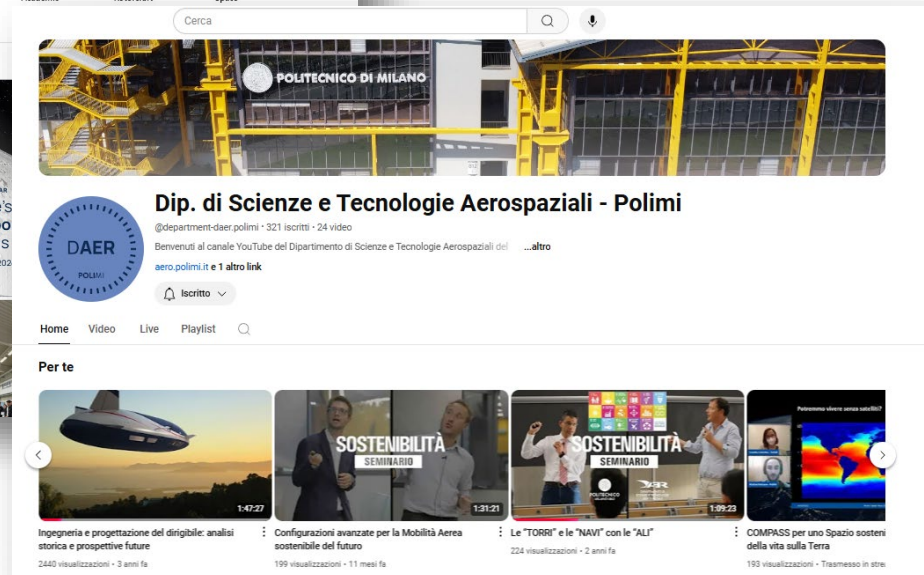 Cerca
POLITECNICO DI MILANO
DAER
POLIMI
Dip. di Scienze e Tecnologie Aerospaziali - Polimi
@department-daer.polimi • 321 iscritti • 24 video
Benvenuti al canale YouTube del Dipartimento di Scienze e Tecnologie Aerospaziali del ...altro
aero.polimi.it e 1 altro link
Iscritto
Home Video Live Playlist
Per te
1:47:27
SOSTENIBILITÀ
SEMINARIO
1:31:21
SOSTENIBILITÀ
SEMINARIO
POLITECNICO
1:09:23
Potremmo vivere senza satelliti?
Ingegneria e progettazione del dirigibile: analisi
storica e prospettive future
2440 visualizzazioni • 3 anni fa
Configurazioni avanzate per la Mobilità Aerea
sostenibile del futuro
199 visualizzazioni • 11 mesi fa
Le “TORRI” e le “NAVI” con le “ALI”
224 visualizzazioni • 2 anni fa
COMPASS per uno Spazio sosteni
della vita sulla Terra
193 visualizzazioni • Trasmesso in stre